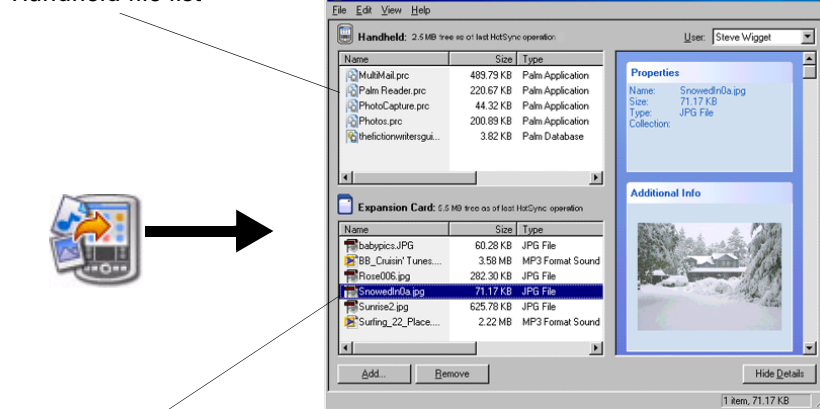 Handheld file list
File Edit View Help
Handheld: 2.5 MB free as of last HotSync operation
User: Steve Wigget
Name Size Type
MultiMail.prc 489.79 KB Palm Application
Palm Reader.prc 220.67 KB Palm Application
PhotoCapture.prc 44.32 KB Palm Application
Photos.prc 200.89 KB Palm Application
thefictionwritersgui... 3.82 KB Palm Database
Properties
Name: SnowedIn0a.jpg
Size: 71.17 KB
Type: JPG File
Collection:
Expansion Card: 5.5 MB free as of last HotSync operation
Name Size Type
babypics.JPG 60.28 KB JPG File
BB_Cruisin' Tunes.... 3.58 MB MP3 Format Sound
Rose006.jpg 282.30 KB JPG File
SnowedIn0a.jpg 71.17 KB JPG File
Sunrise2.jpg 625.78 KB JPG File
Surfing_22_Place.... 2.22 MB MP3 Format Sound
Additional Info
Add... Remove
Hide Details
1 item, 71.17 KB